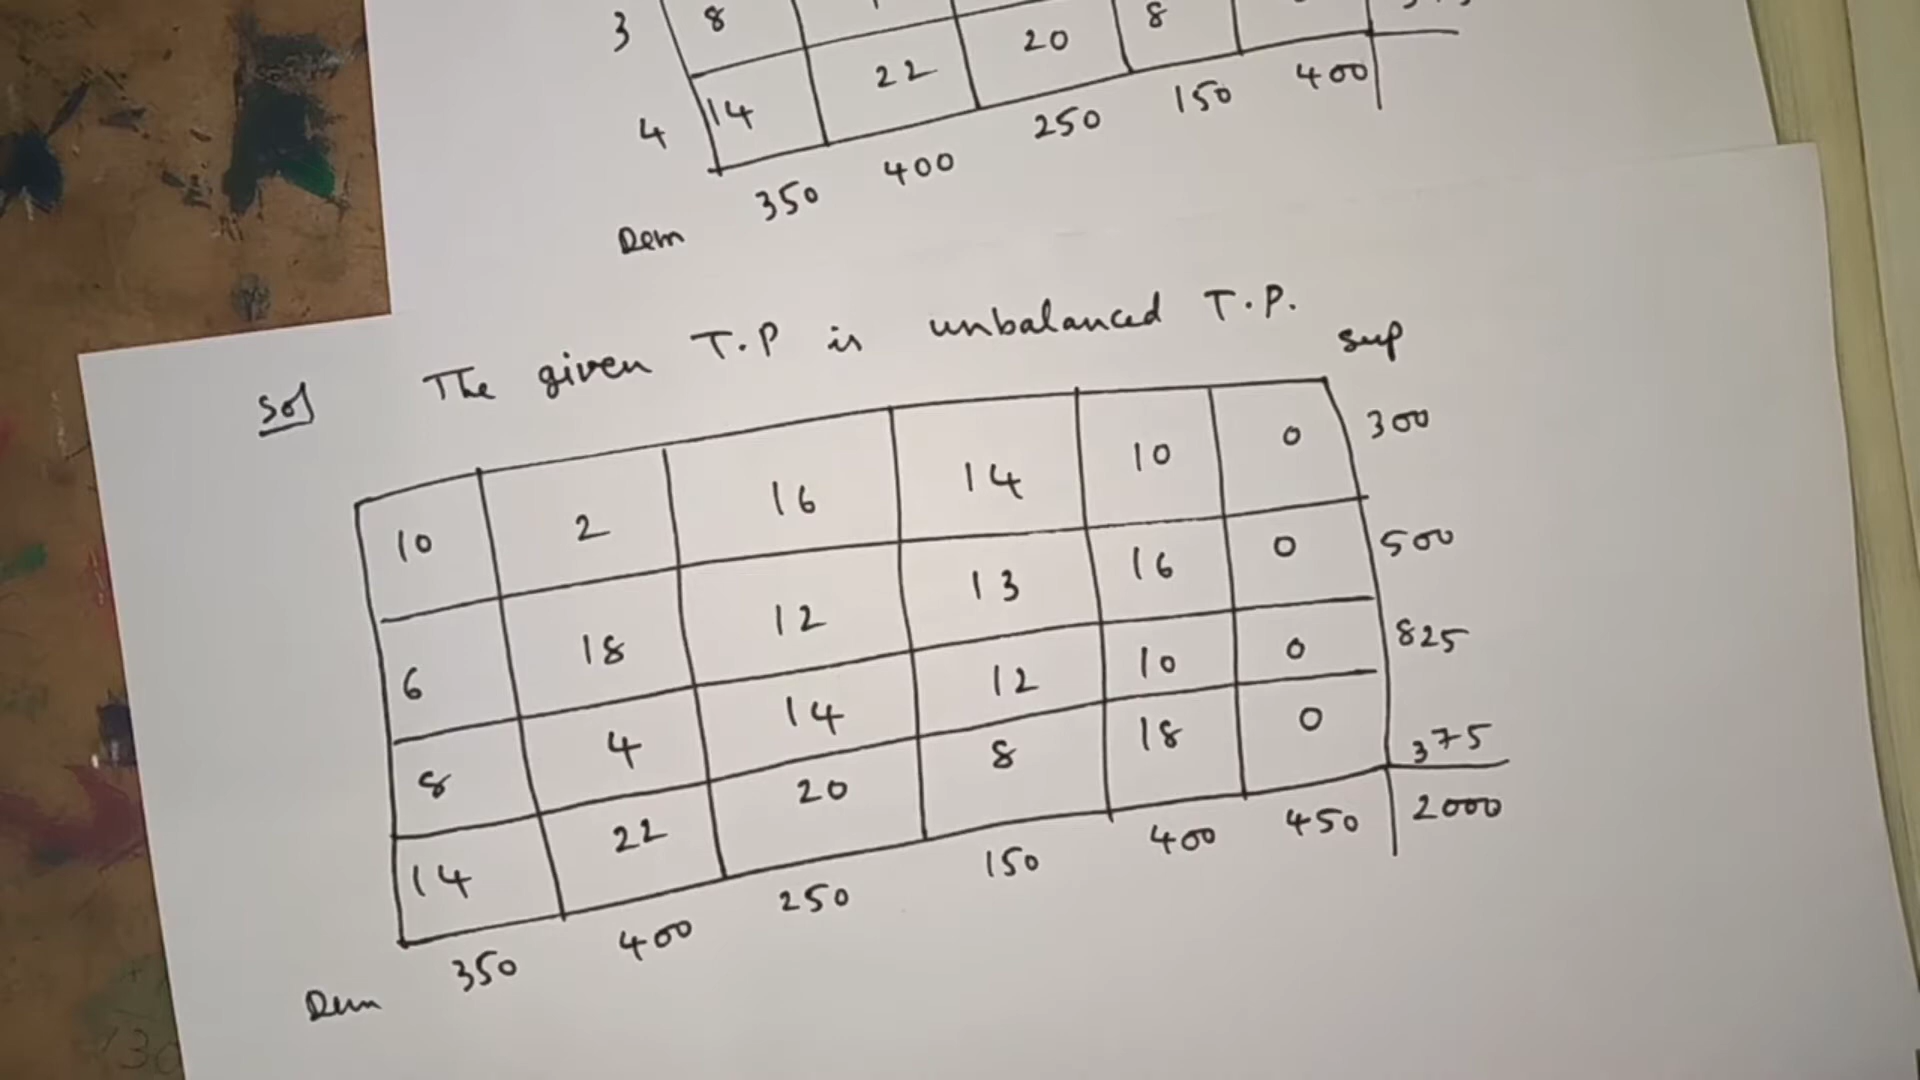 3 8 8
4 14 22 20
Dem 350 400 250 150 400
Sol The given T.P is unbalanced T.P.
Sup
10 2 16 14 10 0 300
6 18 12 13 16 0 500
8 4 14 12 10 0 825
14 22 20 8 18 0 375
Dem 350 400 250 150 400 450 2000